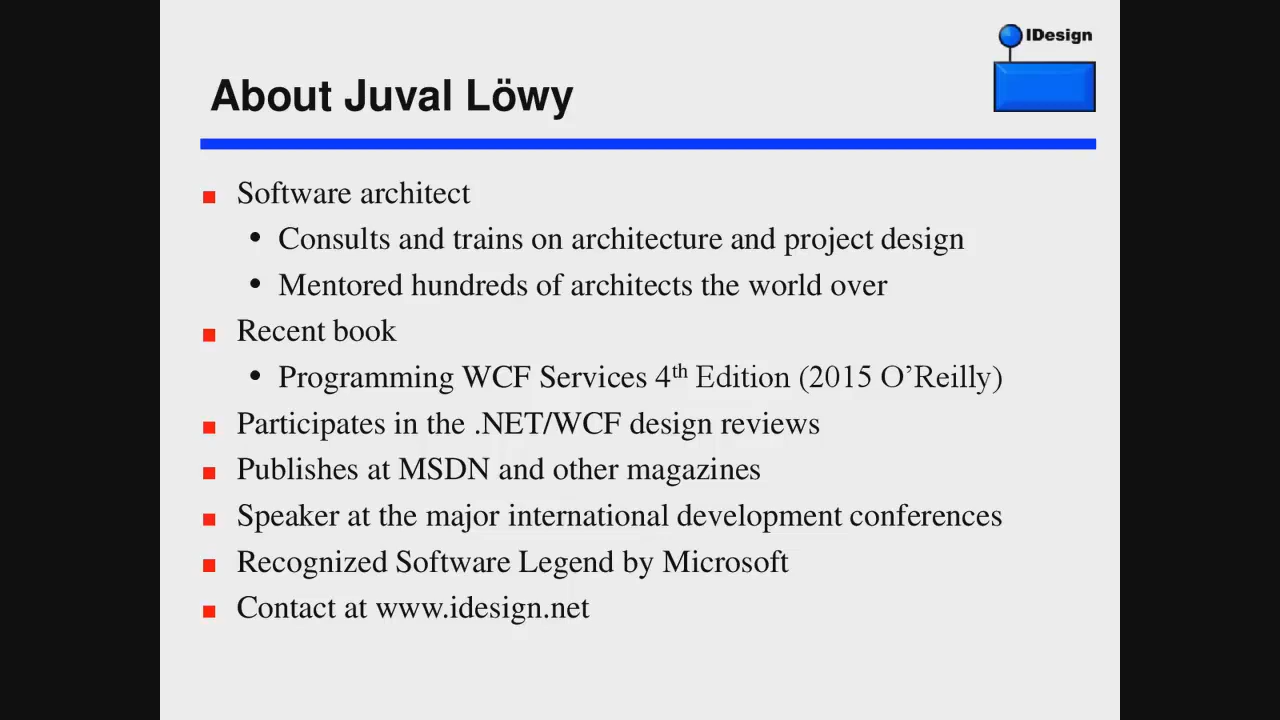 IDesign
About Juval Löwy
Software architect
• Consults and trains on architecture and project design
• Mentored hundreds of architects the world over
Recent book
• Programming WCF Services 4th Edition (2015 O’Reilly)
Participates in the .NET/WCF design reviews
Publishes at MSDN and other magazines
Speaker at the major international development conferences
Recognized Software Legend by Microsoft
Contact at www.idesign.net